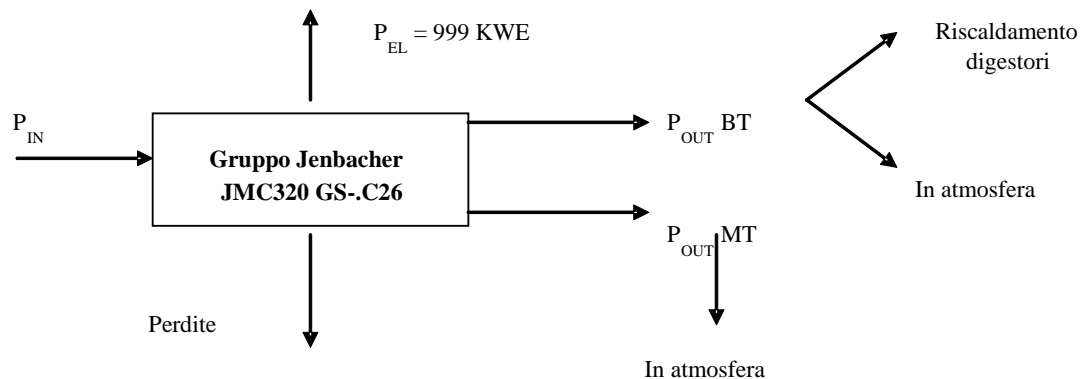 P_EL = 999 KWE
Riscaldamento
digestori
P_IN
P_OUT BT
Gruppo Jenbacher
JMC320 GS-.C26
In atmosfera
P_OUT MT
Perdite
In atmosfera